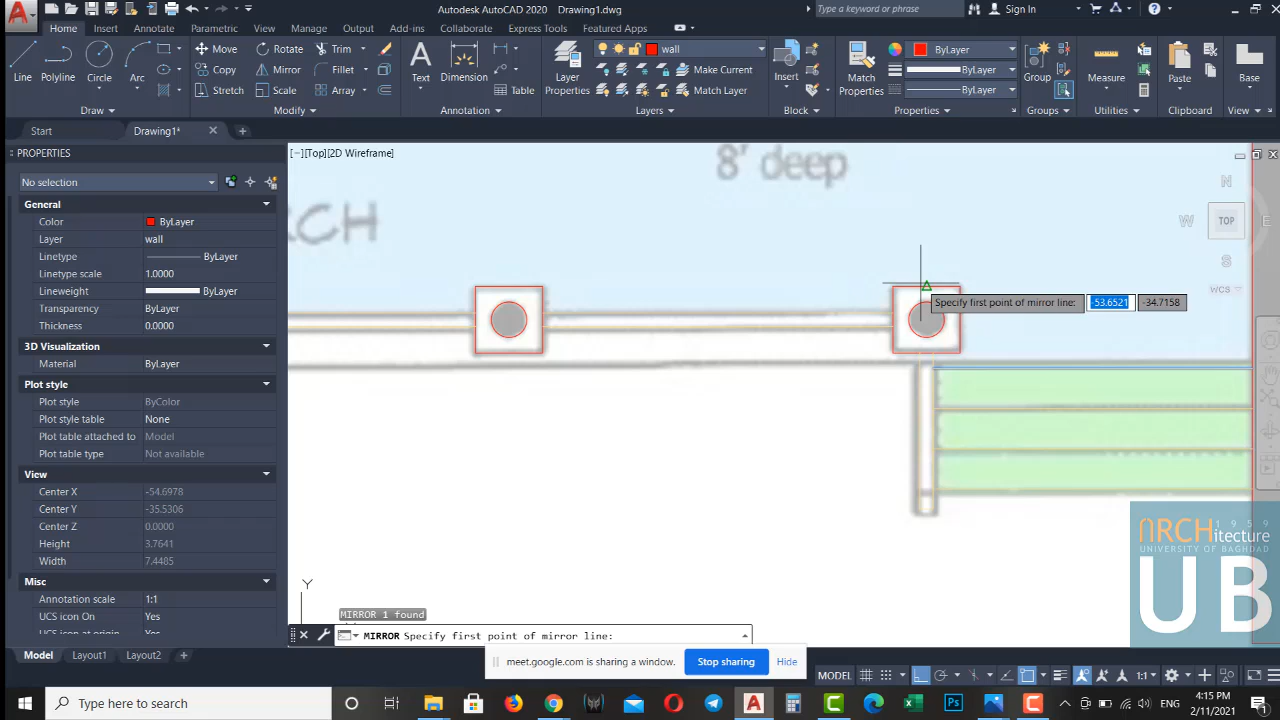 Autodesk AutoCAD 2020 Drawing1.dwg
Type a keyword or phrase
Sign In
Home Insert Annotate Parametric View Manage Output Add-ins Collaborate Express Tools Featured Apps
Line Polyline Circle Arc
Move Rotate Trim
Copy Mirror Fillet
Stretch Scale Array
Text Dimension Table
Layer Properties
wall
Make Current
Match Layer
Insert
Match Properties
ByLayer
ByLayer
ByLayer
Group Measure Paste Base
Draw Modify Annotation Layers Block Properties Groups Utilities Clipboard View
Start Drawing1*
PROPERTIES
[−][Top][2D Wireframe]
No selection
General
Color ByLayer
Layer wall
Linetype ByLayer
Linetype scale 1.0000
Lineweight ByLayer
Transparency ByLayer
Thickness 0.0000
3D Visualization
Material ByLayer
Plot style
Plot style ByColor
Plot style table None
Plot table attached to Model
Plot table type Not available
View
Center X -54.6978
Center Y -35.5306
Center Z 0.0000
Height 3.7641
Width 7.4485
Misc
Annotation scale 1:1
UCS icon On Yes
UCS icon at origin Yes
8' deep
RCH
N
W TOP E
S
WCS
Specify first point of mirror line: -53.6521 -34.7158
1959
ARCHitecture
UNIVERSITY OF BAGHDAD
UB
Y
MIRROR 1 found
MIRROR Specify first point of mirror line:
Model Layout1 Layout2
meet.google.com is sharing a window. Stop sharing Hide
MODEL
1:1
Type here to search
ENG
4:15 PM
2/11/2021